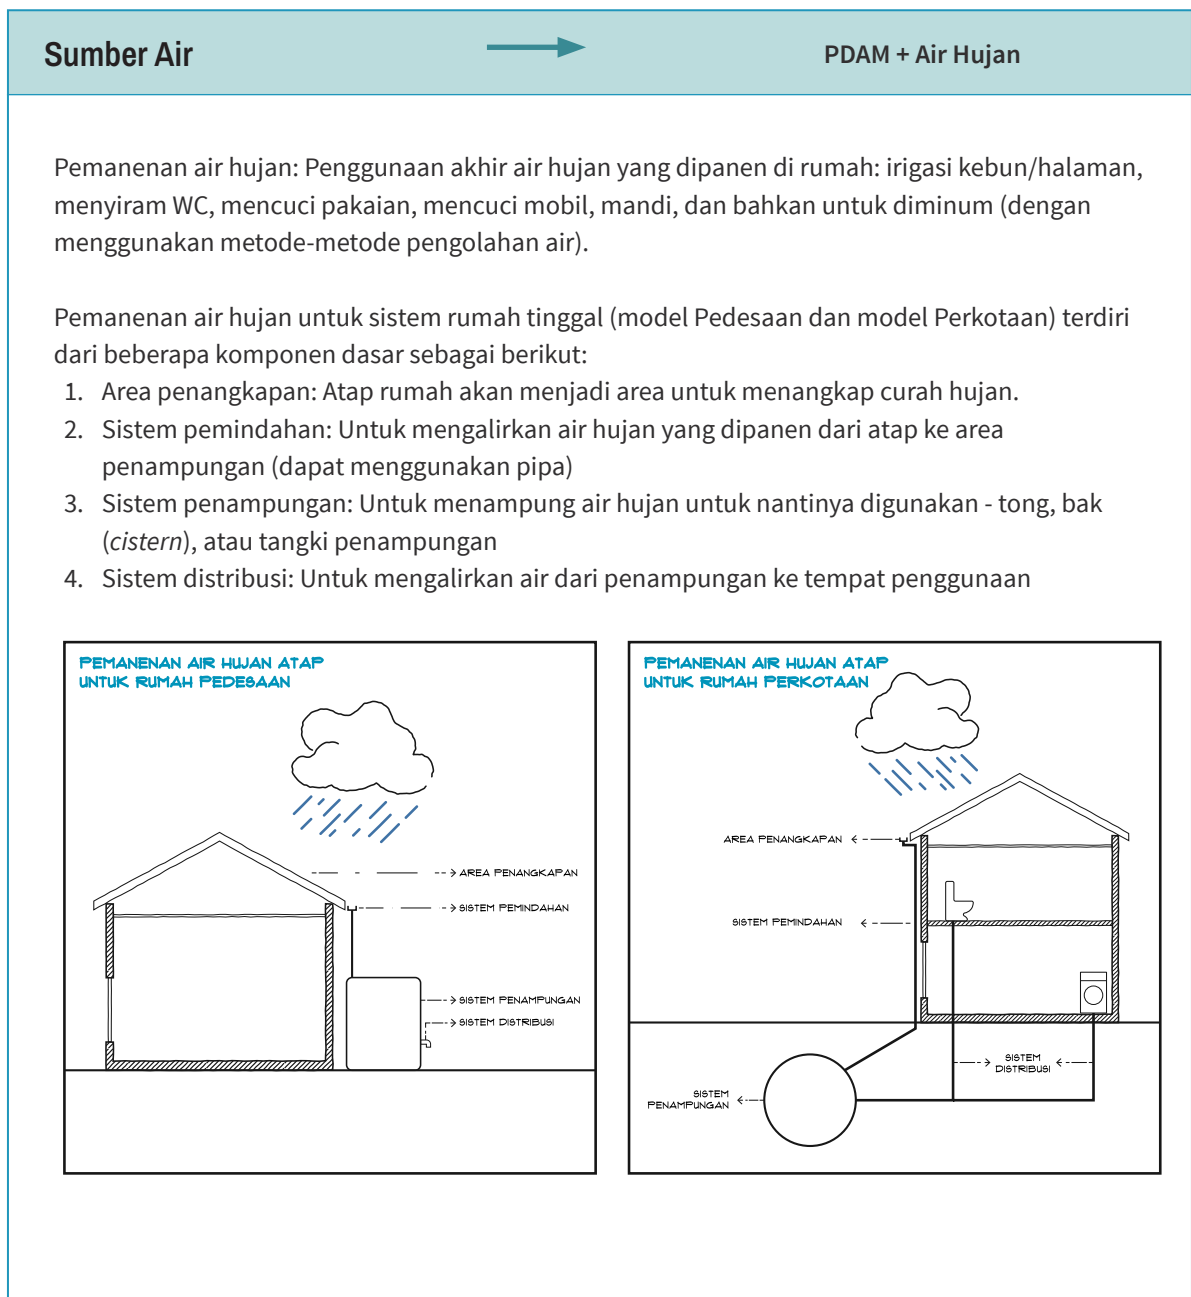 Sumber Air
PDAM + Air Hujan
Pemanenan air hujan: Penggunaan akhir air hujan yang dipanen di rumah: irigasi kebun/halaman,
menyiram WC, mencuci pakaian, mencuci mobil, mandi, dan bahkan untuk diminum (dengan
menggunakan metode-metode pengolahan air).
Pemanenan air hujan untuk sistem rumah tinggal (model Pedesaan dan model Perkotaan) terdiri
dari beberapa komponen dasar sebagai berikut:
1. Area penangkapan: Atap rumah akan menjadi area untuk menangkap curah hujan.
2. Sistem pemindahan: Untuk mengalirkan air hujan yang dipanen dari atap ke area
penampungan (dapat menggunakan pipa)
3. Sistem penampungan: Untuk menampung air hujan untuk nantinya digunakan - tong, bak
(cistern), atau tangki penampungan
4. Sistem distribusi: Untuk mengalirkan air dari penampungan ke tempat penggunaan
PEMANENAN AIR HUJAN ATAP
UNTUK RUMAH PEDESAAN
AREA PENANGKAPAN
SISTEM PEMINDAHAN
SISTEM PENAMPUNGAN
SISTEM DISTRIBUSI
PEMANENAN AIR HUJAN ATAP
UNTUK RUMAH PERKOTAAN
AREA PENANGKAPAN
SISTEM PEMINDAHAN
SISTEM
DISTRIBUSI
SISTEM
PENAMPUNGAN